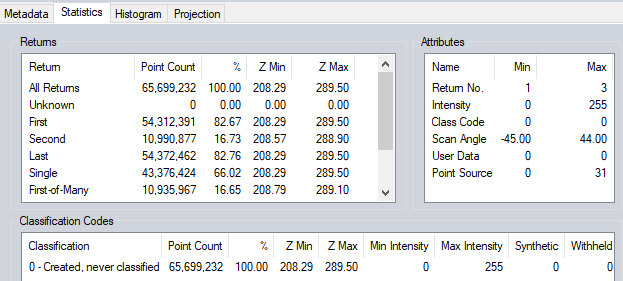 Metadata Statistics Histogram Projection
Returns
Return Point Count % Z Min Z Max
All Returns 65,699,232 100.00 208.29 289.50
Unknown 0 0.00 0.00 0.00
First 54,312,391 82.67 208.29 289.50
Second 10,990,877 16.73 208.57 288.90
Last 54,372,462 82.76 208.29 289.50
Single 43,376,424 66.02 208.29 289.50
First-of-Many 10,935,967 16.65 208.79 289.10
Attributes
Name Min Max
Return No. 1 3
Intensity 0 255
Class Code 0 0
Scan Angle -45.00 44.00
User Data 0 0
Point Source 0 31
Classification Codes
Classification Point Count % Z Min Z Max Min Intensity Max Intensity Synthetic Withheld
0 - Created, never classified 65,699,232 100.00 208.29 289.50 0 255 0 0